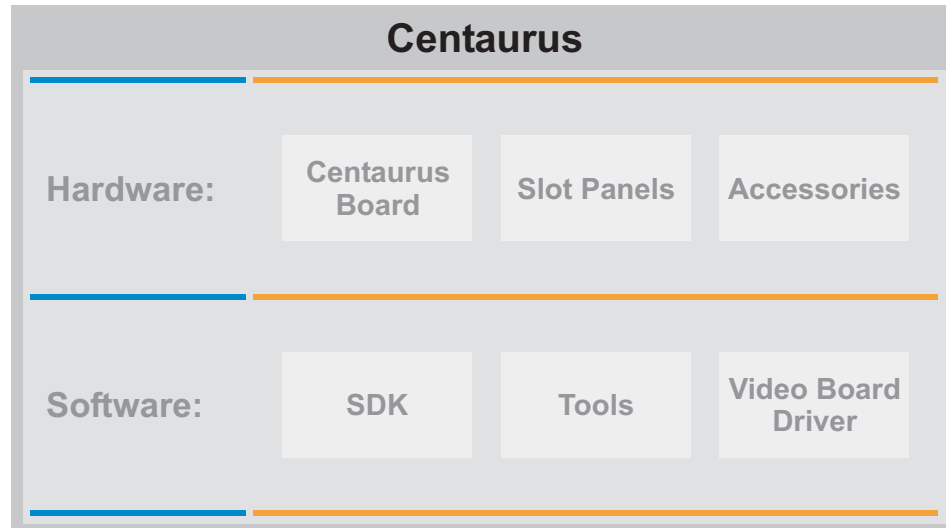 Centaurus
Hardware:
Centaurus
Board
Slot Panels
Accessories
Software:
SDK
Tools
Video Board
Driver